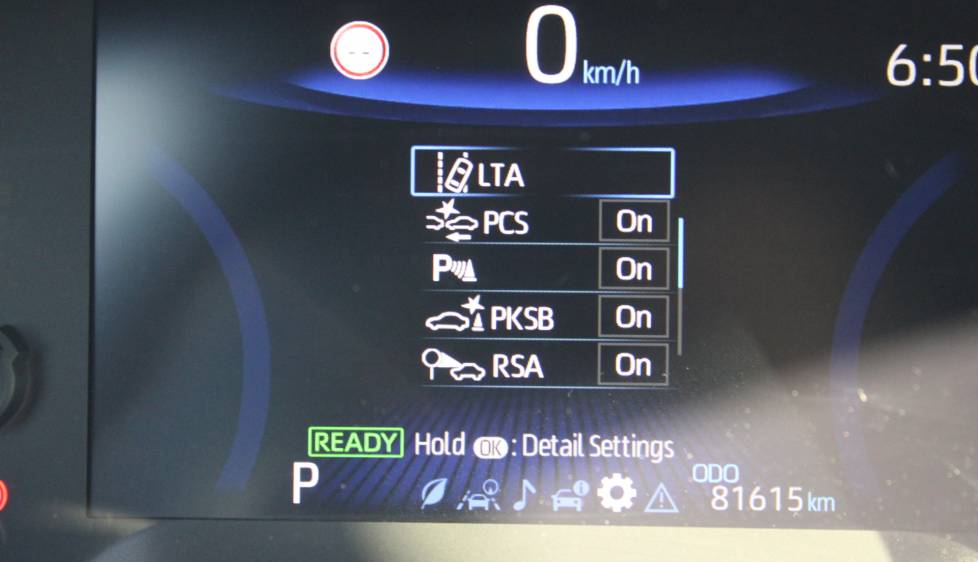 0 km/h
6:50
LTA
PCS On
P On
PKSB On
RSA On
READY Hold OK : Detail Settings
P
ODO
81615 km